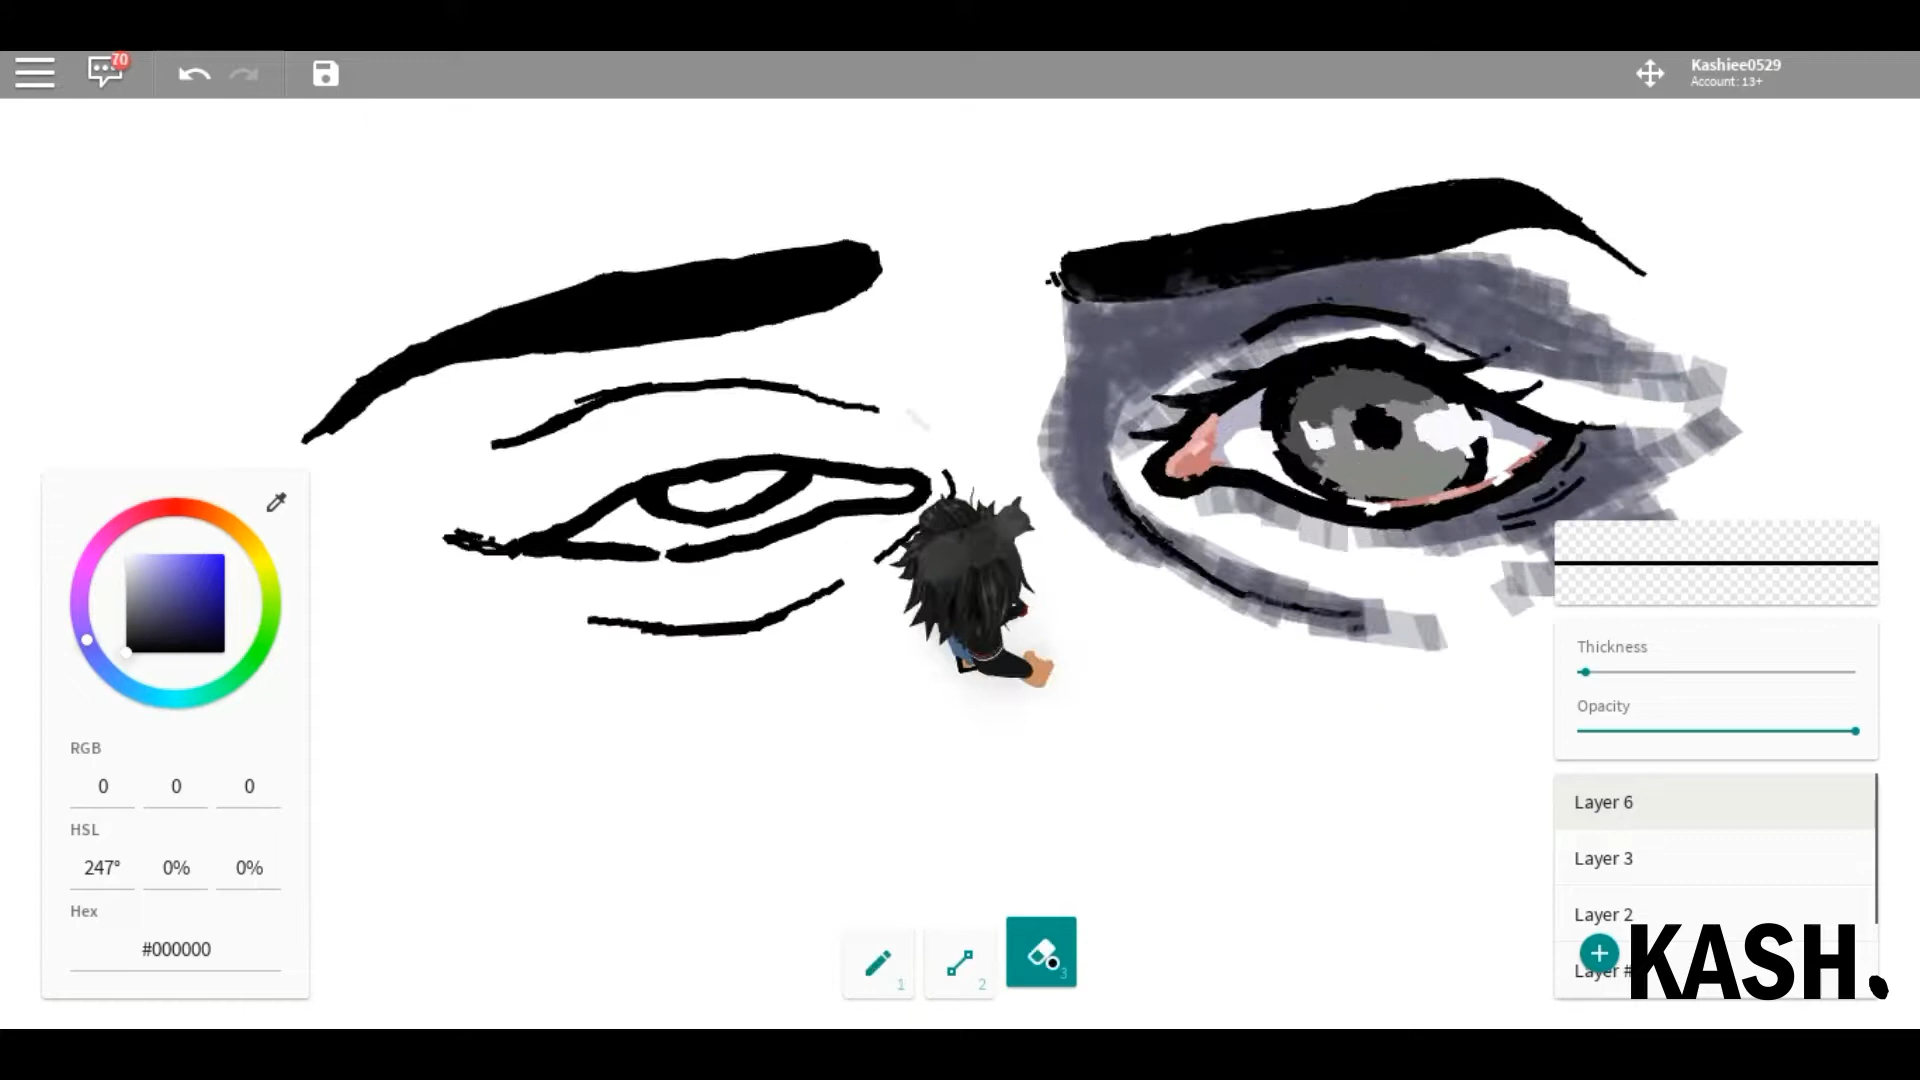 70
Kashiee0529
Account: 13+
RGB
0 0 0
HSL
247° 0% 0%
Hex
#000000
1 2 3
Thickness
Opacity
Layer 6
Layer 3
Layer 2
Layer #
KASH.